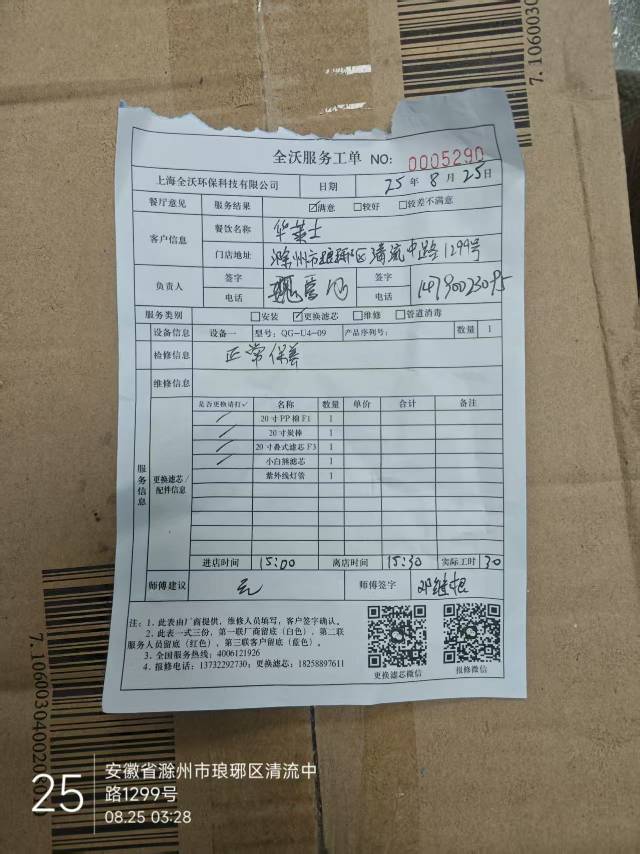 7.1060030
全沃服务工单 NO: 0005290
上海全沃环保科技有限公司 日期 25年8月25日
餐厅意见 服务结果 ☑满意 □较好 □较差不满意
客户信息 餐饮名称 华莱士
门店地址 滁州市琅琊区清流中路1299号
负责人 签字 签字
电话 电话 14790023095
服务类别 □安装 ☑更换滤芯 □维修 □管道消毒
设备信息 设备一 型号: QG-U4-09 产品序列号: 数量 1
检修信息 正常保养
维修信息
服务信息 更换滤芯/配件信息
是否更换请打✓ 名称 数量 单价 合计 备注
20寸PP棉F1 1
20寸炭棒 1
20寸叠式滤芯F3 1
小白熊滤芯 1
紫外线灯管 1
进店时间 15:00 离店时间 15:30 实际工时 30
师傅建议 无 师傅签字 邓继根
注: 1. 此表由厂商提供, 维修人员填写, 客户签字确认。
2. 此表一式三份, 第一联厂商留底(白色), 第二联
服务人员留底(红色), 第三联客户留底(蓝色)。
3. 全国服务热线: 4006121926
4. 报修电话: 13732292730; 更换滤芯: 18258897611
更换滤芯微信 报修微信
7.10600304002020
25 安徽省滁州市琅琊区清流中
路1299号
08.25 03:28